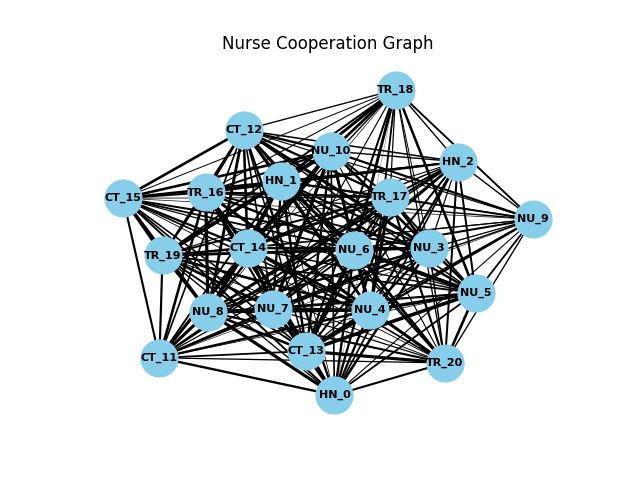 Nurse Cooperation Graph
TR_18
CT_12
NU_10
HN_2
HN_1
TR_16
TR_17
CT_15
NU_9
CT_14
NU_3
NU_6
TR_19
NU_5
NU_7
NU_4
NU_8
CT_13
CT_11
TR_20
HN_0